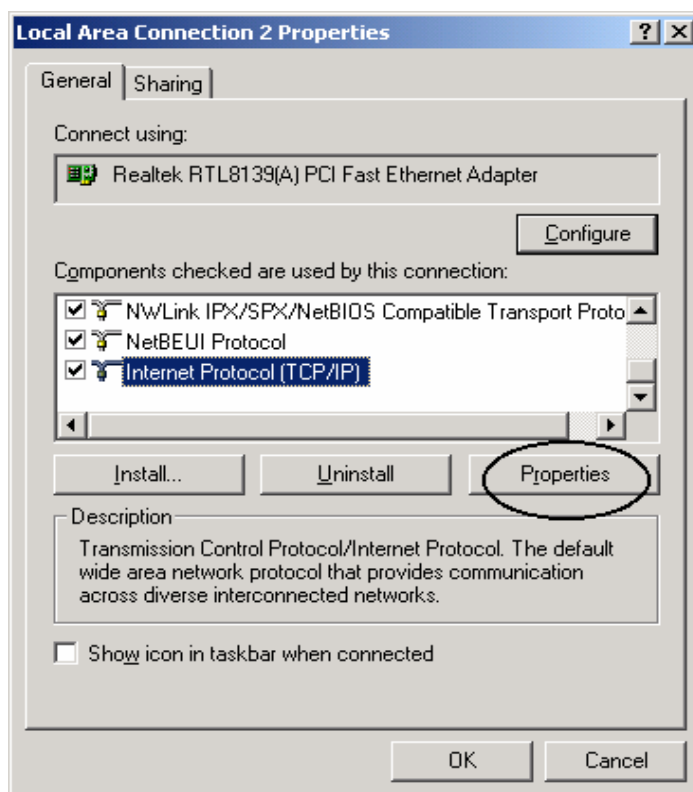 Local Area Connection 2 Properties
General Sharing
Connect using:
Realtek RTL8139(A) PCI Fast Ethernet Adapter
Configure
Components checked are used by this connection:
NWLink IPX/SPX/NetBIOS Compatible Transport Proto
NetBEUI Protocol
Internet Protocol (TCP/IP)
Install... Uninstall Properties
Description
Transmission Control Protocol/Internet Protocol. The default
wide area network protocol that provides communication
across diverse interconnected networks.
Show icon in taskbar when connected
OK Cancel